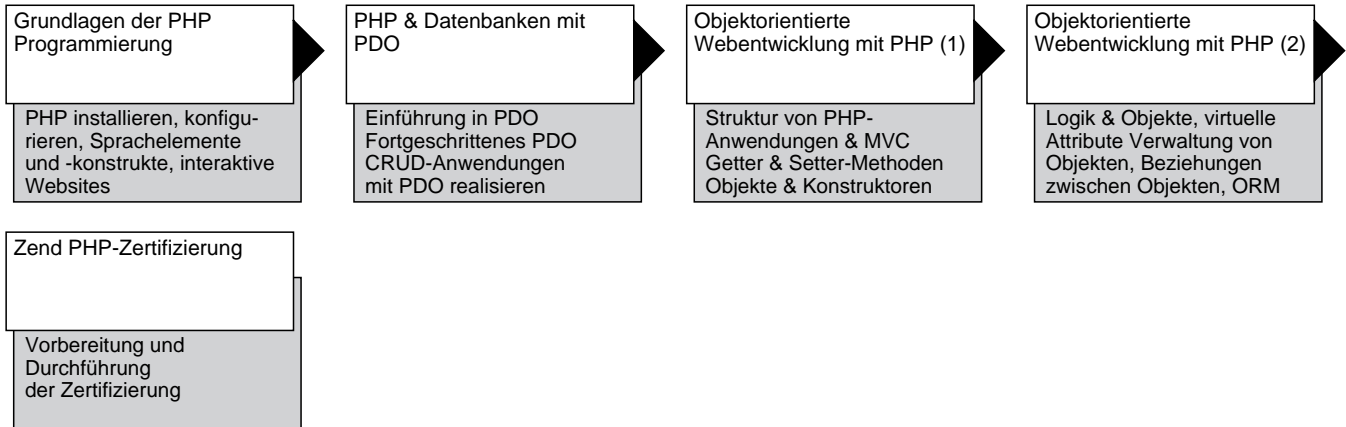 Grundlagen der PHP
Programmierung
PHP installieren, konfigu-
rieren, Sprachelemente
und -konstrukte, interaktive
Websites
PHP & Datenbanken mit
PDO
Einführung in PDO
Fortgeschrittenes PDO
CRUD-Anwendungen
mit PDO realisieren
Objektorientierte
Webentwicklung mit PHP (1)
Struktur von PHP-
Anwendungen & MVC
Getter & Setter-Methoden
Objekte & Konstruktoren
Objektorientierte
Webentwicklung mit PHP (2)
Logik & Objekte, virtuelle
Attribute Verwaltung von
Objekten, Beziehungen
zwischen Objekten, ORM
Zend PHP-Zertifizierung
Vorbereitung und
Durchführung
der Zertifizierung